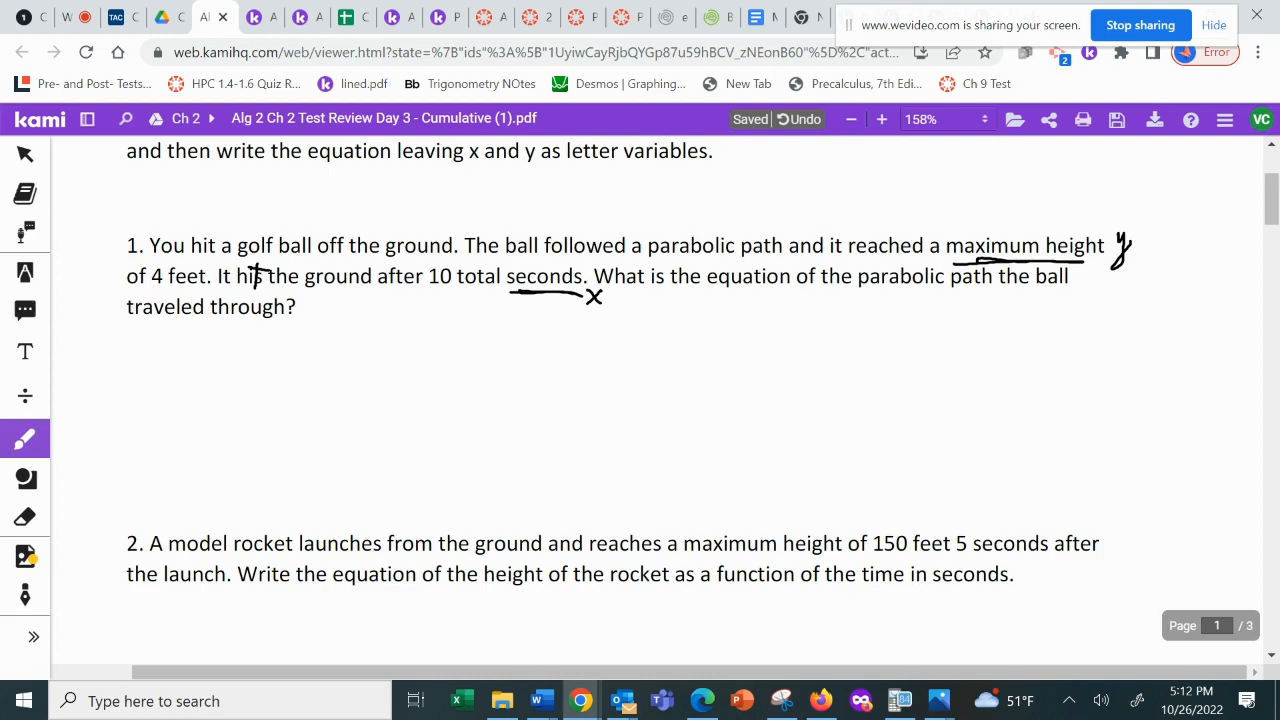 www.wevideo.com is sharing your screen. Stop sharing Hide
web.kamihq.com/web/viewer.html?state=%7B"ids"%3A%5B"1UyiwCayRjbQYGp87u59hBCV_zNEonB60"%5D%2C"act... 2 Error
Pre- and Post- Tests... HPC 1.4-1.6 Quiz R... lined.pdf Bb Trigonometry Notes Desmos | Graphing... New Tab Precalculus, 7th Edi... Ch 9 Test
kami Ch 2 Alg 2 Ch 2 Test Review Day 3 - Cumulative (1).pdf Saved Undo 158% VC
and then write the equation leaving x and y as letter variables.
1. You hit a golf ball off the ground. The ball followed a parabolic path and it reached a maximum height y
of 4 feet. It hit the ground after 10 total seconds. What is the equation of the parabolic path the ball
x
traveled through?
2. A model rocket launches from the ground and reaches a maximum height of 150 feet 5 seconds after
the launch. Write the equation of the height of the rocket as a function of the time in seconds.
Page 1 / 3
Type here to search 51°F 5:12 PM
10/26/2022